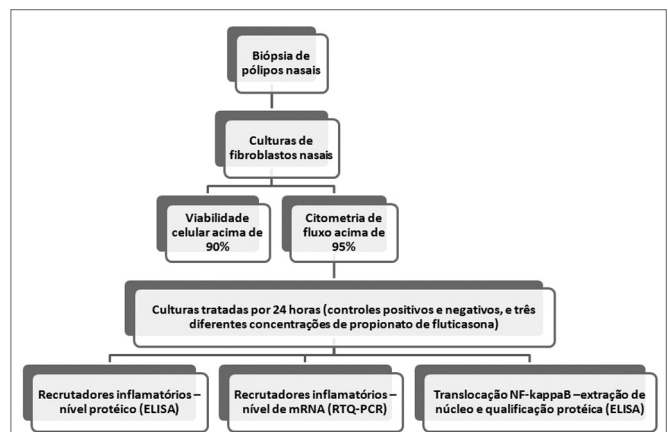 Biópsia de
pólipos nasais
Culturas de
fibroblastos nasais
Viabilidade
celular acima de
90%
Citometria de
fluxo acima de
95%
Culturas tratadas por 24 horas (controles positivos e negativos, e três
diferentes concentrações de propionato de fluticasona)
Recrutadores inflamatórios –
nível protéico (ELISA)
Recrutadores inflamatórios –
nível de mRNA (RTQ-PCR)
Translocação NF-kappaB –extração de
núcleo e qualificação protéica (ELISA)